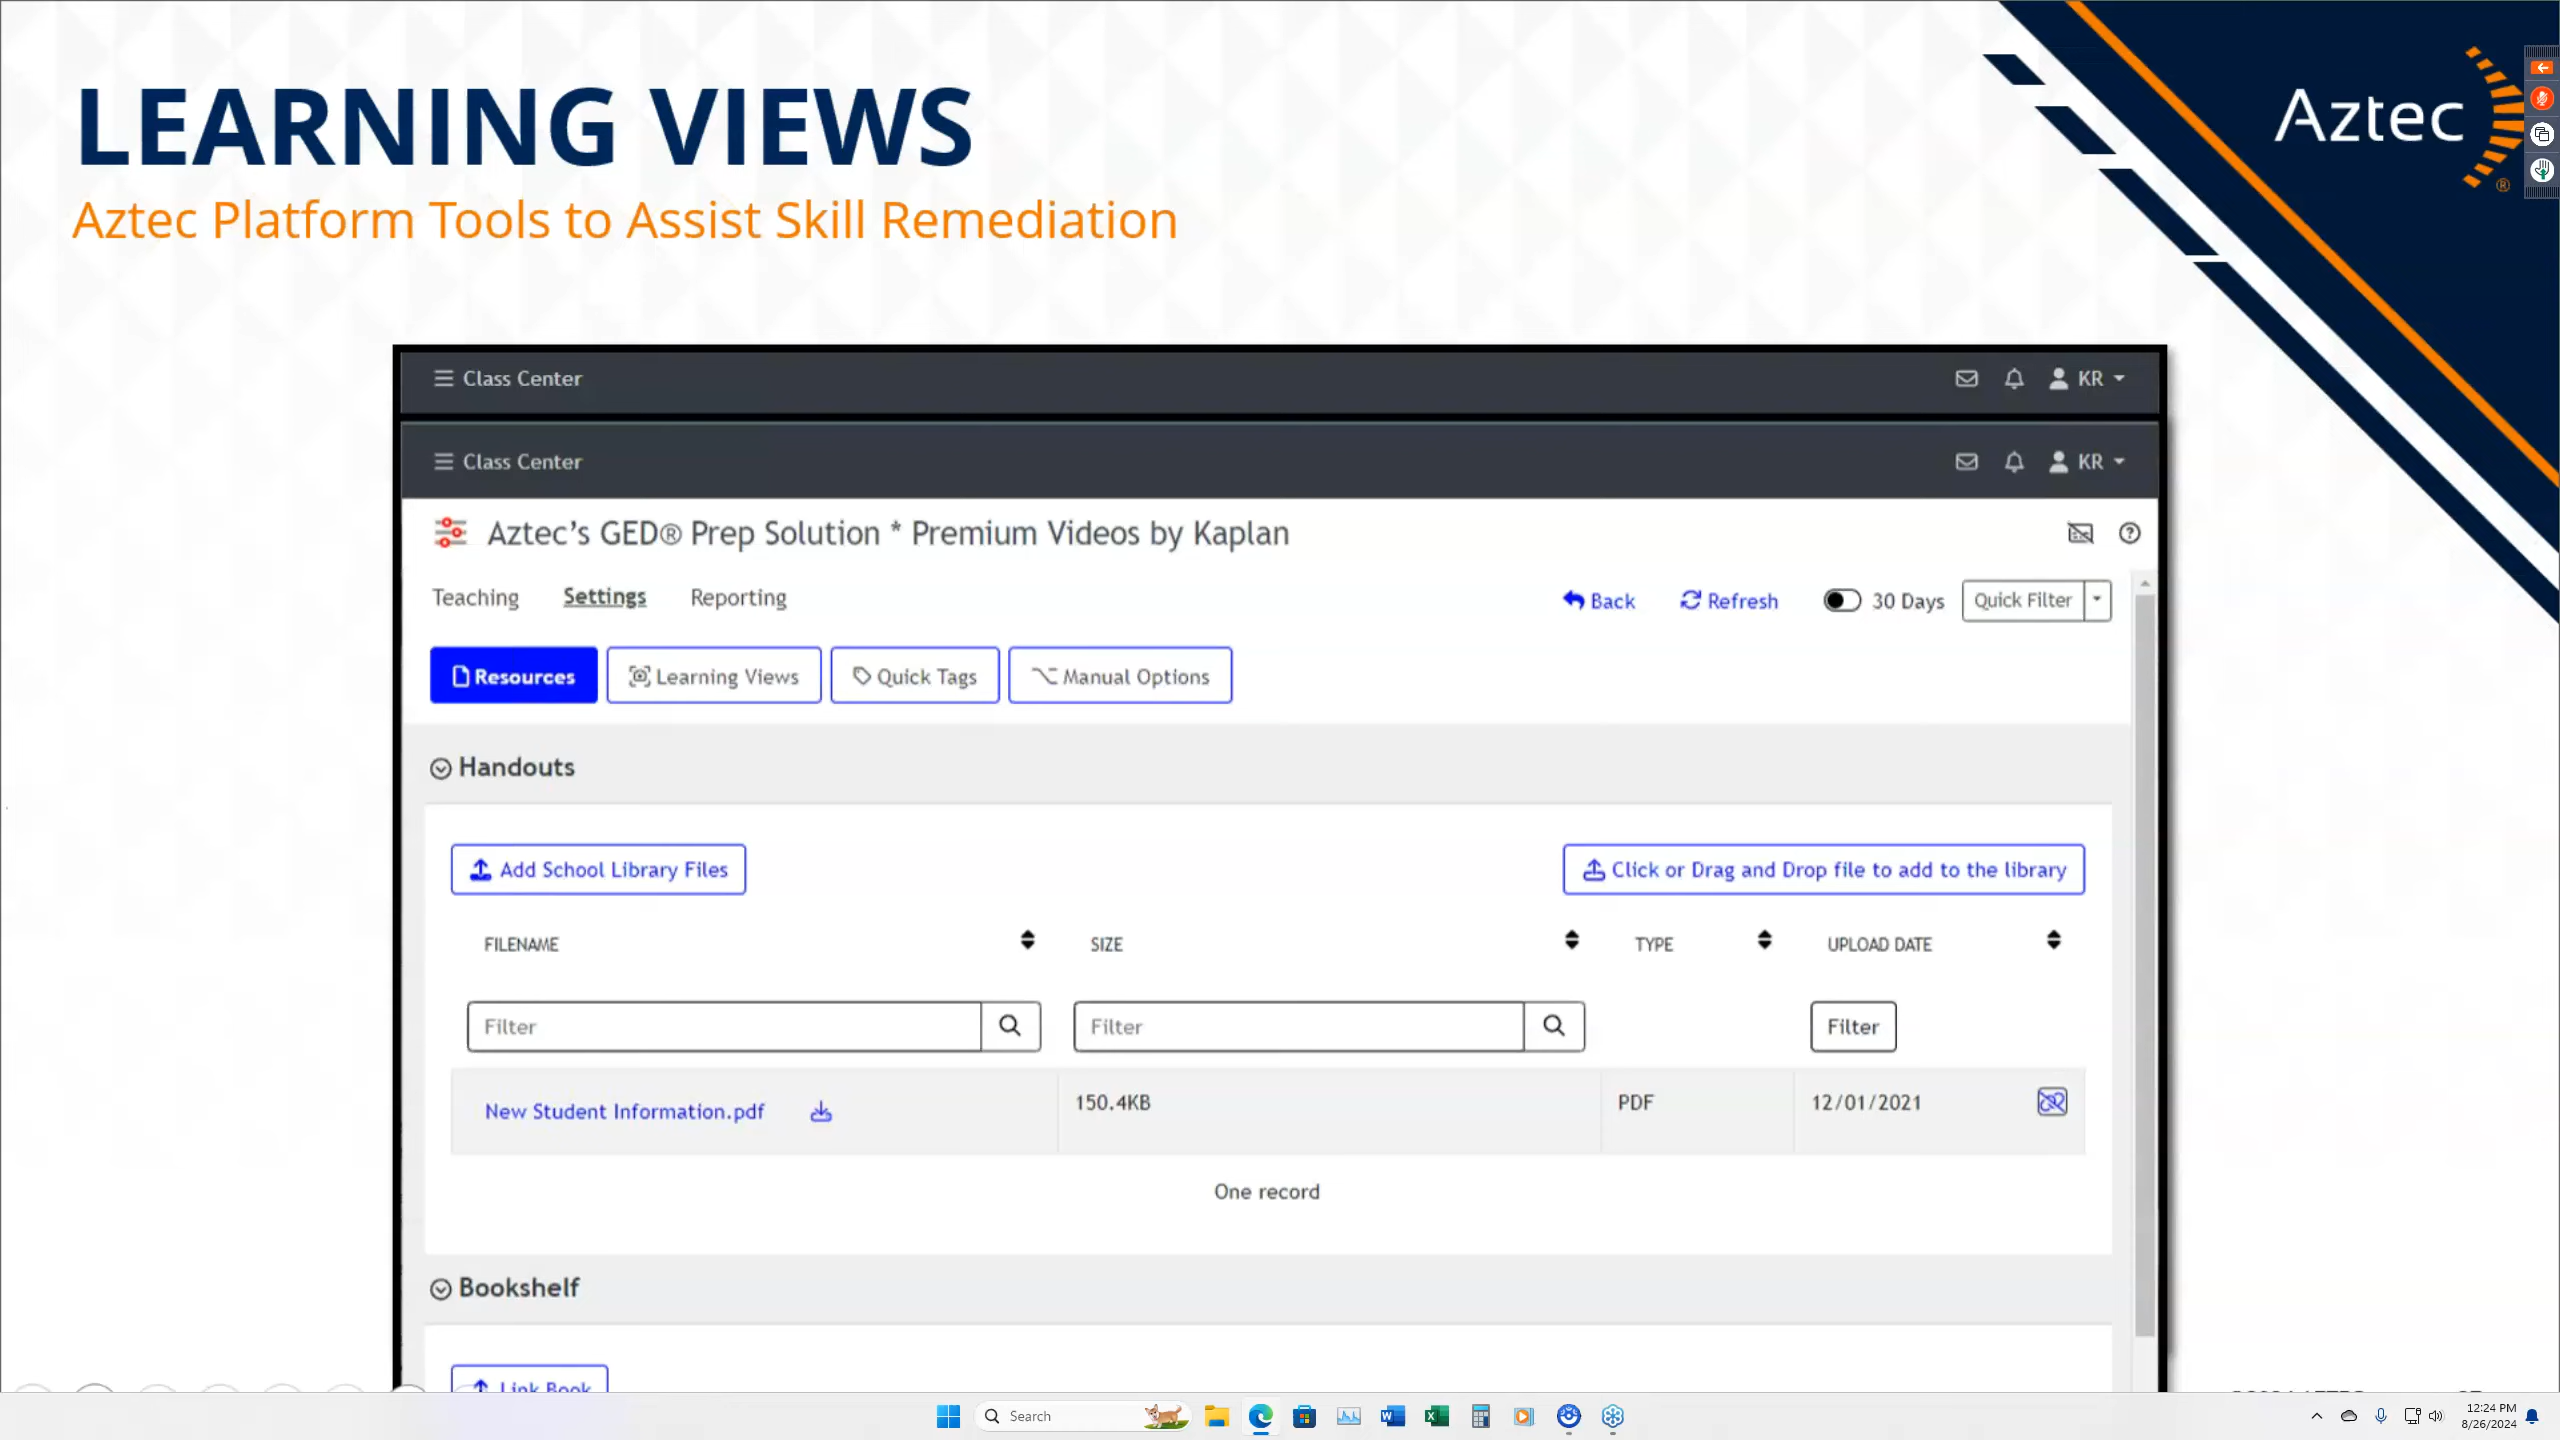 LEARNING VIEWS
Aztec Platform Tools to Assist Skill Remediation
Aztec
®
Class Center
KR
Class Center
KR
Aztec’s GED® Prep Solution * Premium Videos by Kaplan
Teaching Settings Reporting
Back Refresh 30 Days Quick Filter
Resources Learning Views Quick Tags Manual Options
Handouts
Add School Library Files
Click or Drag and Drop file to add to the library
FILENAME SIZE TYPE UPLOAD DATE
Filter Filter Filter
New Student Information.pdf 150.4KB PDF 12/01/2021
One record
Bookshelf
Link Book
Search
12:24 PM
8/26/2024